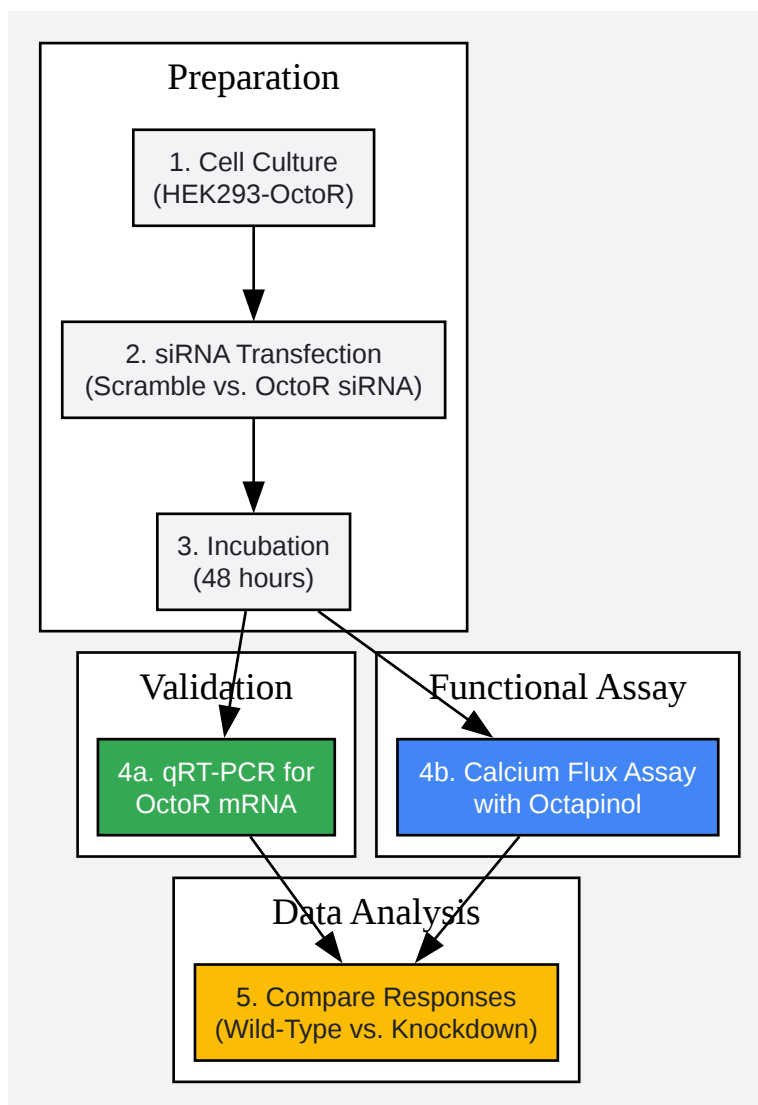 Preparation
1. Cell Culture
(HEK293-OctoR)
2. siRNA Transfection
(Scramble vs. OctoR siRNA)
3. Incubation
(48 hours)
Validation
4a. qRT-PCR for
OctoR mRNA
Functional Assay
4b. Calcium Flux Assay
with Octapinol
Data Analysis
5. Compare Responses
(Wild-Type vs. Knockdown)